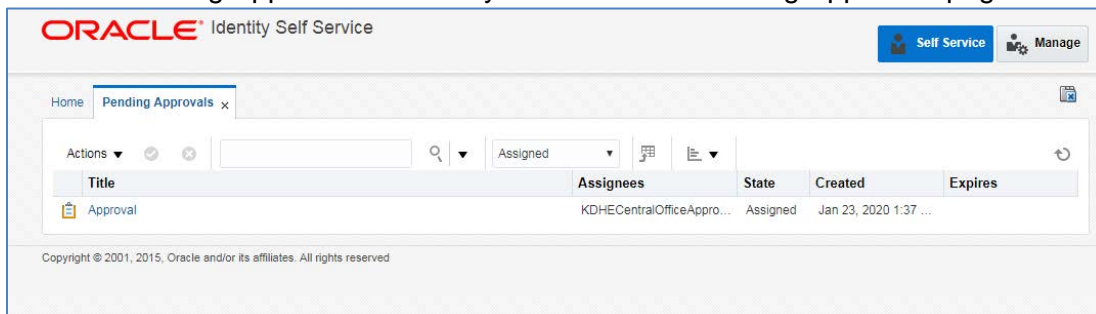 ORACLE® Identity Self Service
Self Service
Manage
Home
Pending Approvals x
Actions
Assigned
Title Assignees State Created Expires
Approval KDHECentralOfficeAppro... Assigned Jan 23, 2020 1:37 ...
Copyright © 2001, 2015, Oracle and/or its affiliates. All rights reserved